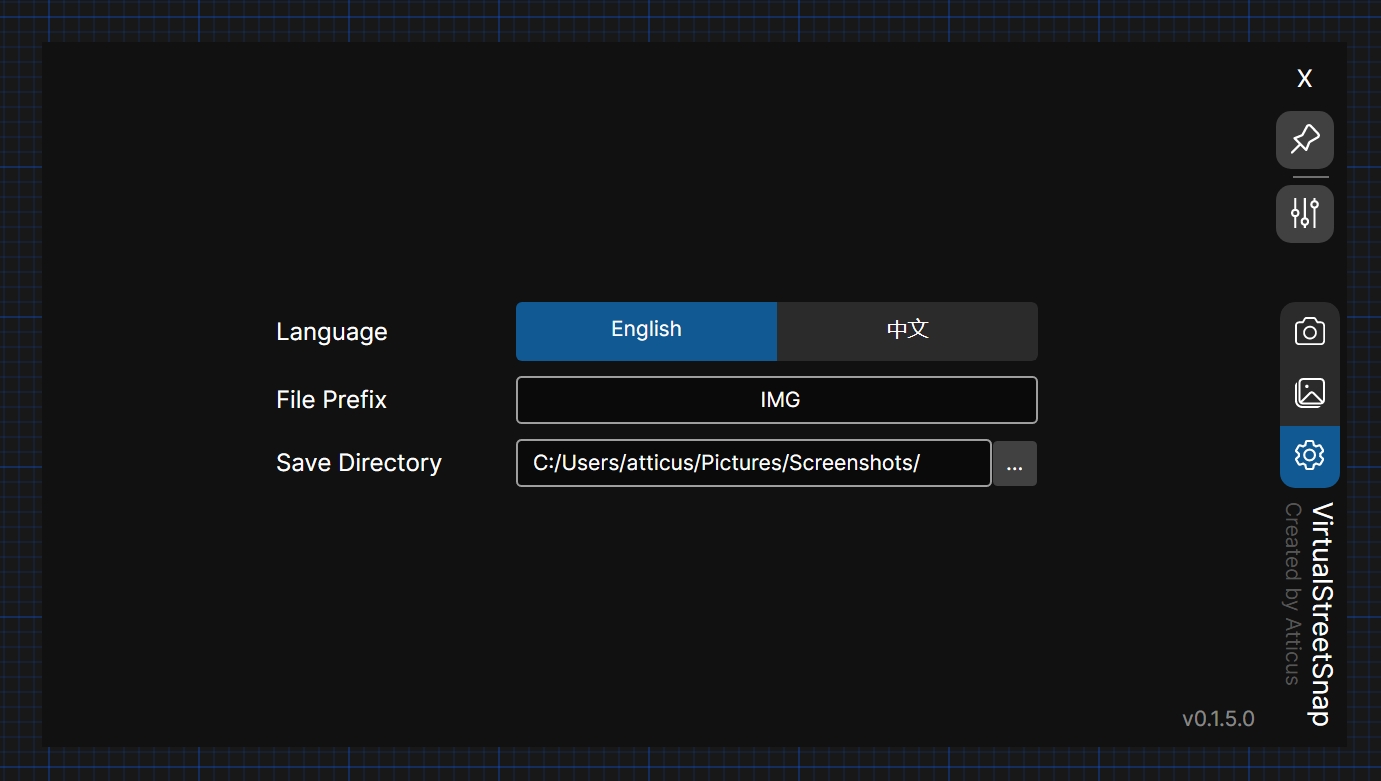 X
Language
English
中文
File Prefix
IMG
Save Directory
C:/Users/atticus/Pictures/Screenshots/
...
VirtualStreetSnap
Created by Atticus
v0.1.5.0